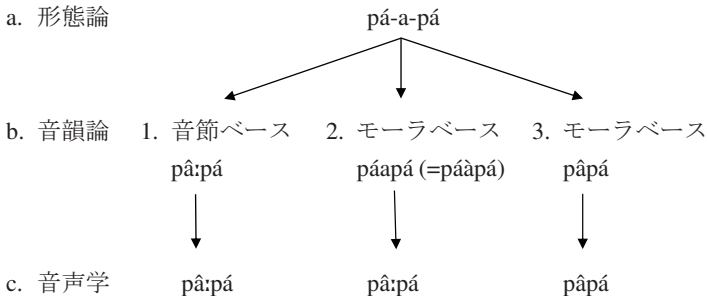 a. 形態論 pá-a-pá
b. 音韻論 1. 音節ベース 2. モーラベース 3. モーラベース
pâːpá páapá (=páàpá) pâpá
c. 音声学 pâːpá pâːpá pâpá